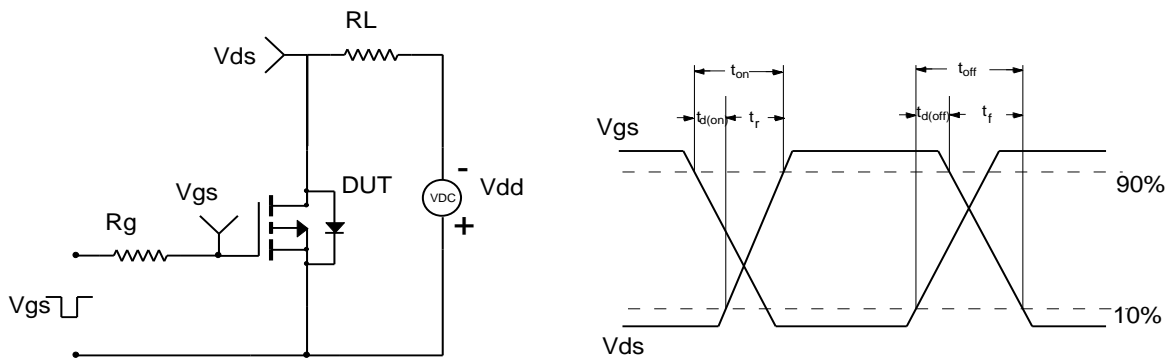 RL
Vds
Vgs
DUT
VDC
-
+
Vdd
Rg
Vgs
ton
toff
td(on)
tr
td(off)
tf
Vgs
90%
10%
Vds